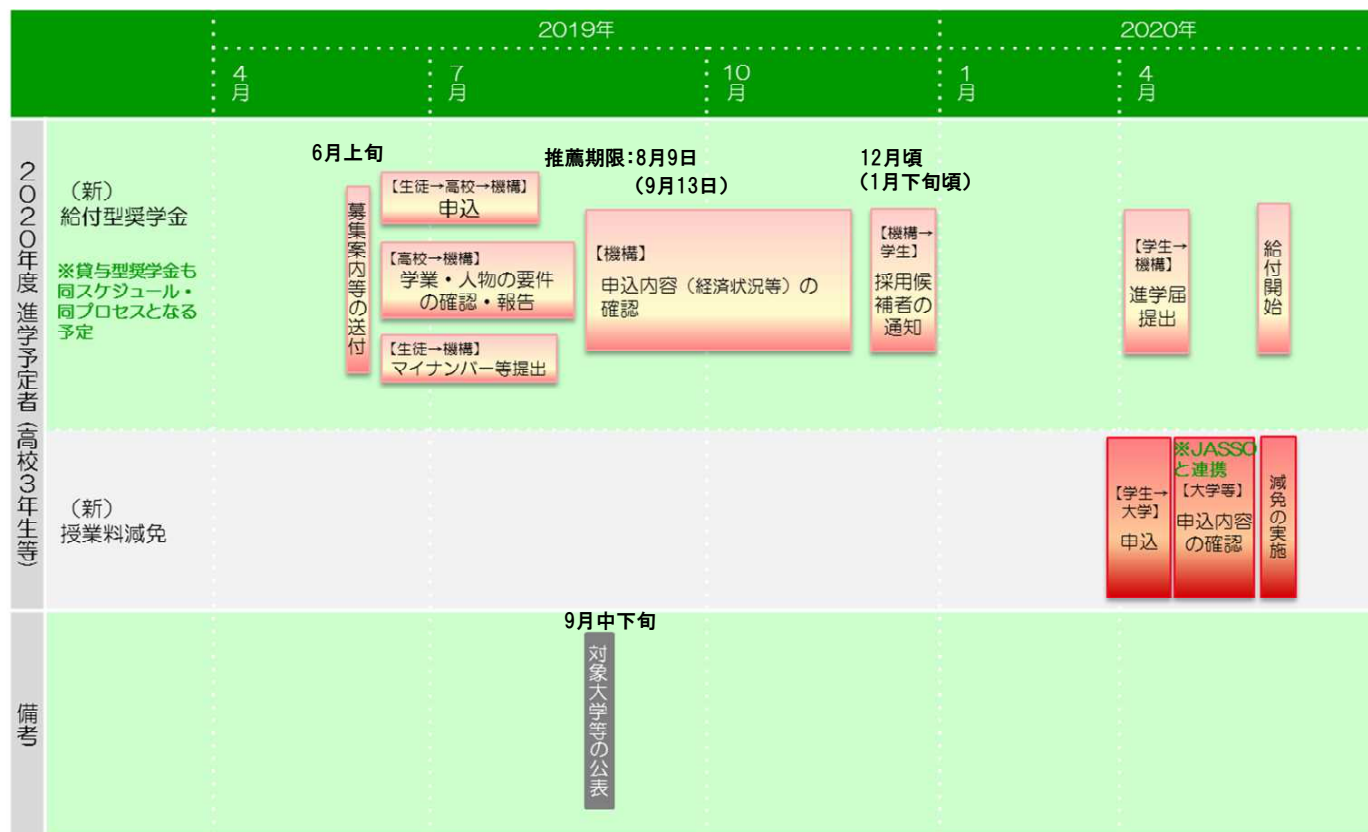 2019年
2020年
4月
7月
10月
1月
4月
2020年度 進学予定者(高校3年生等)
(新)
給付型奨学金
※貸与型奨学金も
同スケジュール・
同プロセスとなる
予定
6月上旬
募集案内等の送付
【生徒→高校→機構】
申込
【高校→機構】
学業・人物の要件
の確認・報告
【生徒→機構】
マイナンバー等提出
推薦期限:8月9日
(9月13日)
【機構】
申込内容(経済状況等)の
確認
12月頃
(1月下旬頃)
【機構→
学生】
採用候
補者の
通知
【学生→
機構】
進学届
提出
給付開始
(新)
授業料減免
【学生→
大学】
申込
※JASSO
と連携
【大学等】
申込内容
の確認
減免の実施
備考
9月中下旬
対象大学等の公表